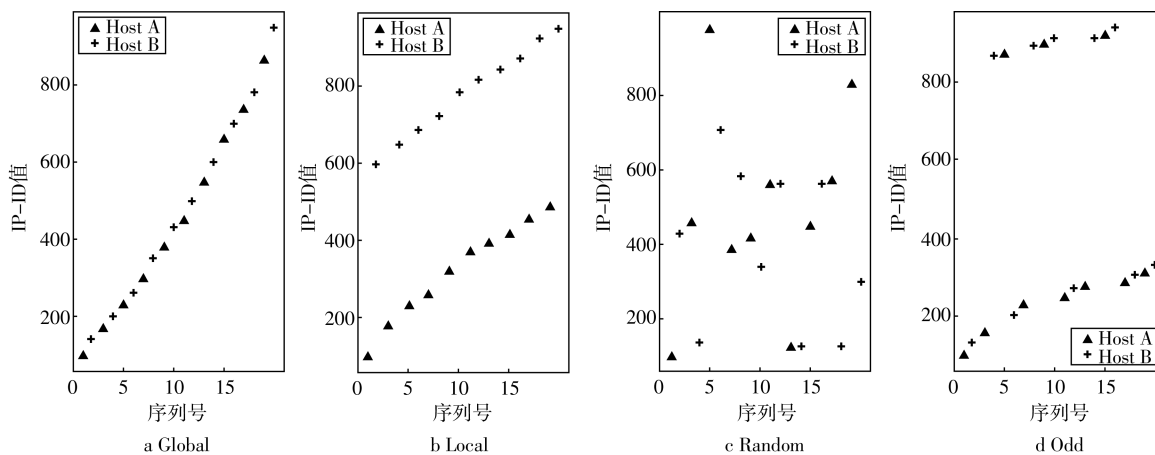 Host A
Host B
800
600
400
200
0
5
10
15
IP-ID值
序列号
a Global
Host A
Host B
800
600
400
200
0
5
10
15
IP-ID值
序列号
b Local
Host A
Host B
800
600
400
200
0
5
10
15
IP-ID值
序列号
c Random
800
600
400
200
0
5
10
15
IP-ID值
Host A
Host B
序列号
d Odd